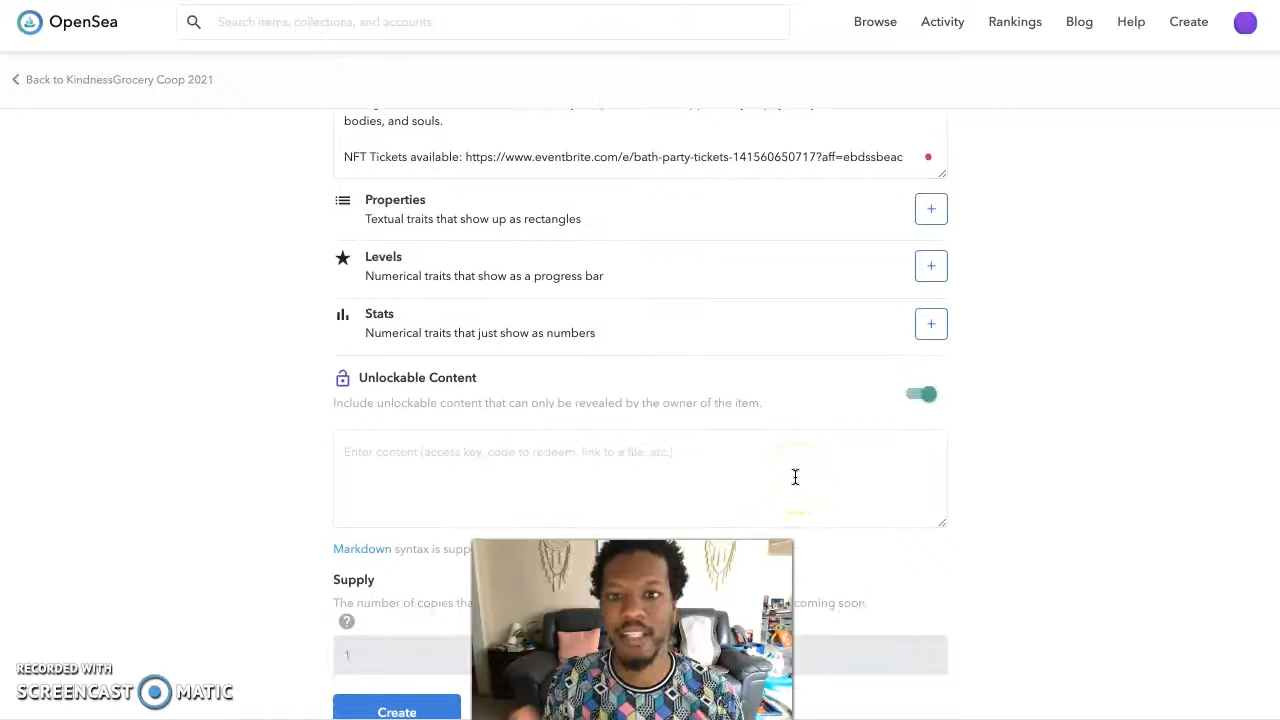 OpenSea
Search items, collections, and accounts
Browse
Activity
Rankings
Blog
Help
Create
Back to KindnessGrocery Coop 2021
bodies, and souls.
NFT Tickets available: https://www.eventbrite.com/e/bath-party-tickets-141560650717?aff=ebdssbeac
Properties
Textual traits that show up as rectangles
+
Levels
Numerical traits that show as a progress bar
+
Stats
Numerical traits that just show as numbers
+
Unlockable Content
Include unlockable content that can only be revealed by the owner of the item.
Enter content (access key, code to redeem, link to a file, etc.)
Markdown syntax is supp
Supply
The number of copies tha
coming soon
?
1
RECORDED WITH
SCREENCAST MATIC
Create